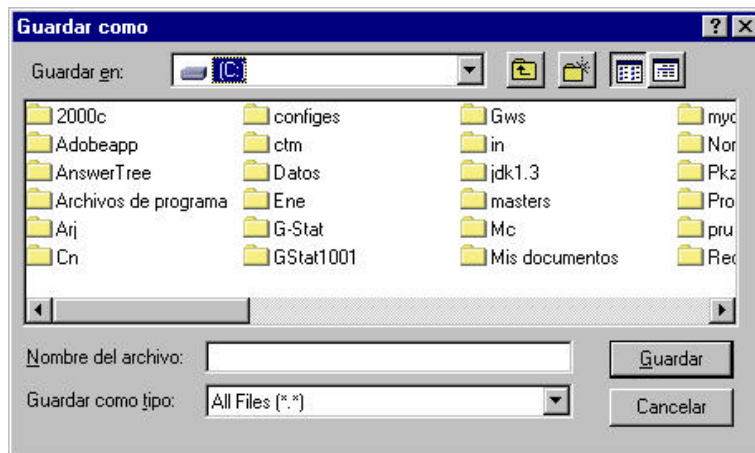 Guardar como
Guardar en: (C:
2000c configes Gws
Adobeapp ctm in
AnswerTree Datos jdk1.3
Archivos de programa Ene masters
Arj G-Stat Mc pru
Cn GStat1001 Mis documentos
Nombre del archivo: Guardar
Guardar como tipo: All Files (*.*) Cancelar